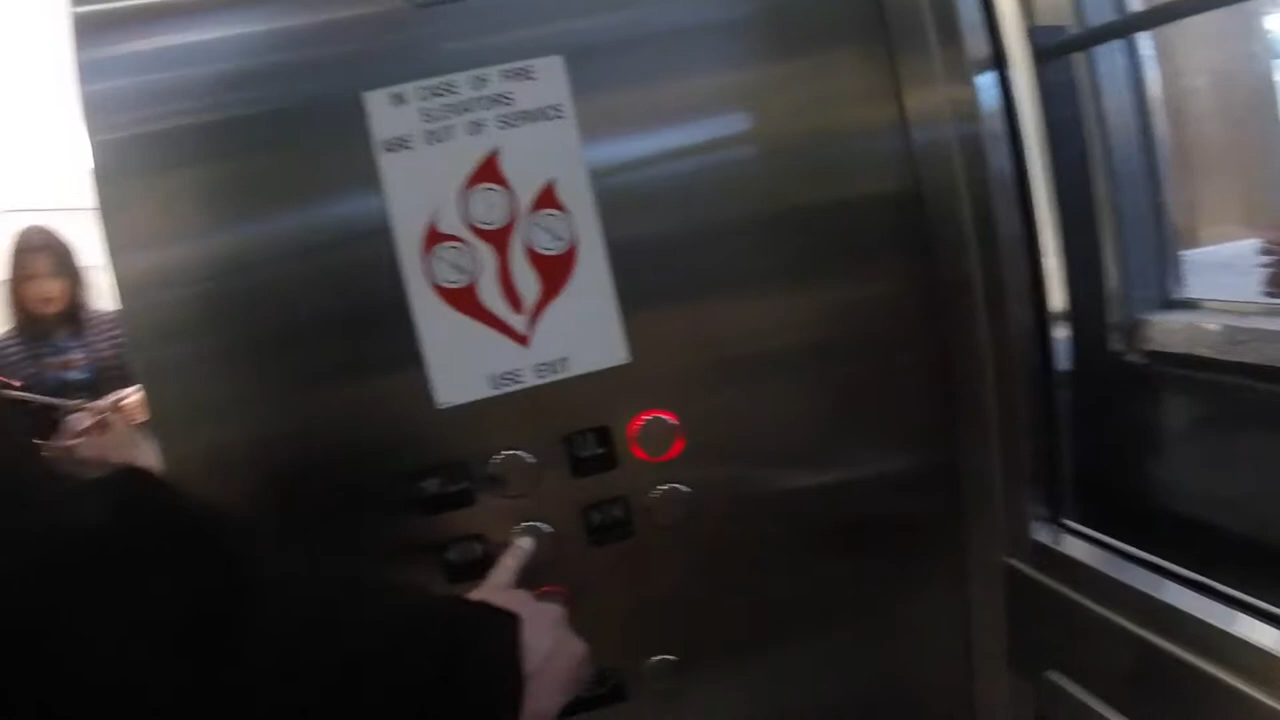 IN CASE OF FIRE
ELEVATORS
ARE OUT OF SERVICE
USE EXIT